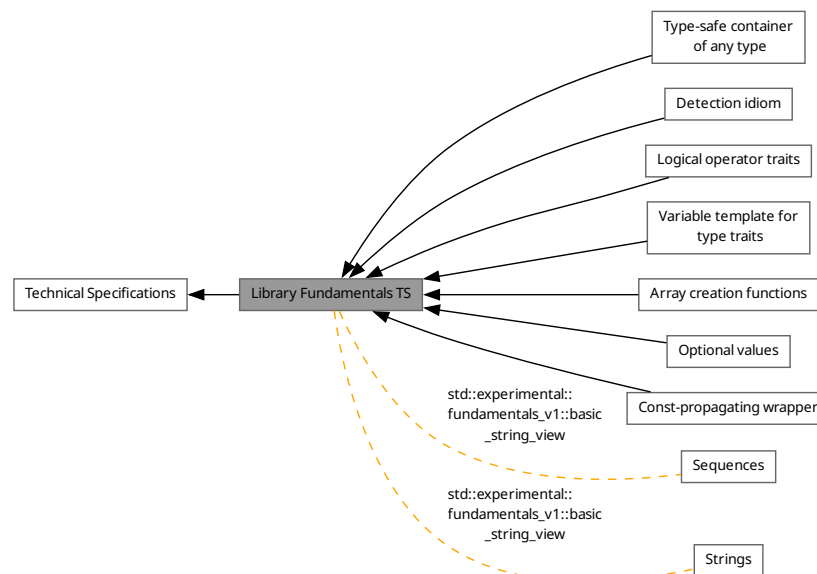 Type-safe container
of any type
Detection idiom
Logical operator traits
Variable template for
type traits
Technical Specifications
Library Fundamentals TS
Array creation functions
Optional values
Const-propagating wrapper
std::experimental::
fundamentals_v1::basic
_string_view
Sequences
std::experimental::
fundamentals_v1::basic
_string_view
Strings